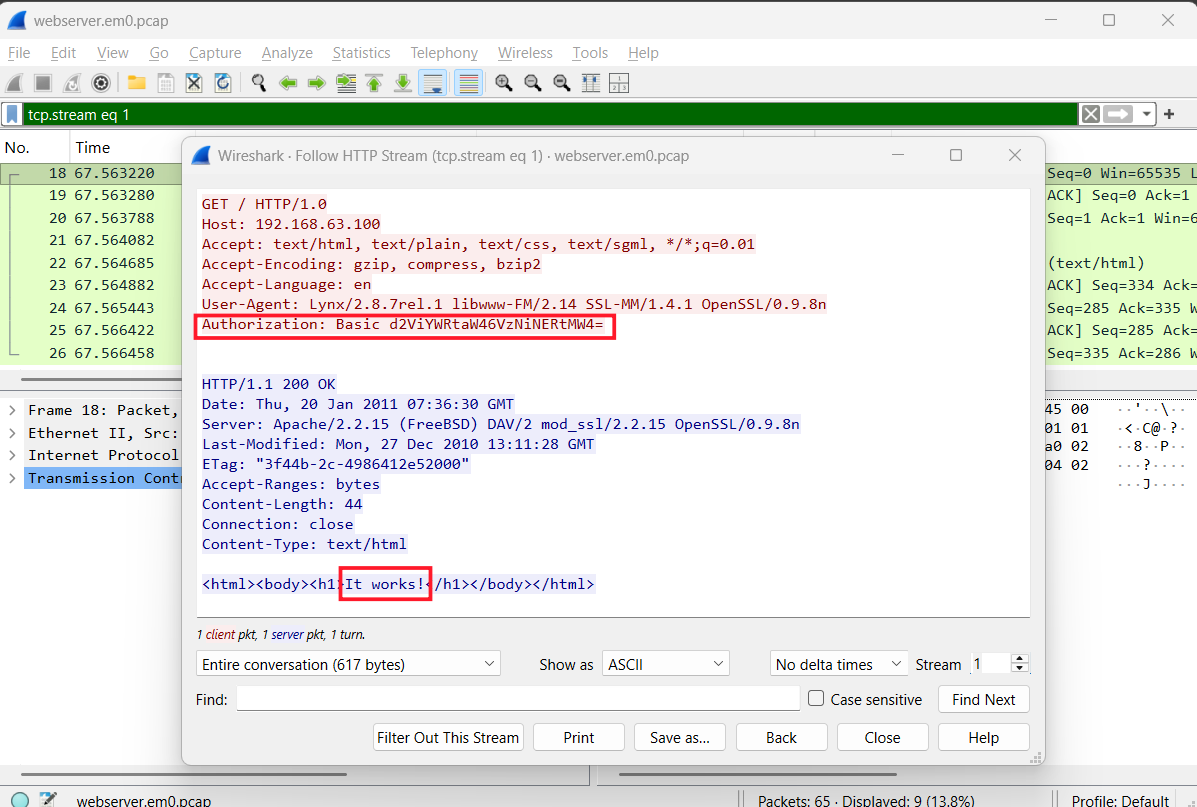 webserver.em0.pcap
File Edit View Go Capture Analyze Statistics Telephony Wireless Tools Help
tcp.stream eq 1
No. Time
18 67.563220
19 67.563280
20 67.563788
21 67.564082
22 67.564685
23 67.564882
24 67.565443
25 67.566422
26 67.566458
Seq=0 Win=65535 L
ACK] Seq=0 Ack=1
Seq=1 Ack=1 Win=6
(text/html)
ACK] Seq=334 Ack=
Seq=285 Ack=335 W
ACK] Seq=285 Ack=
Seq=335 Ack=286 W
Frame 18: Packet,
Ethernet II, Src:
Internet Protocol
Transmission Cont
45 00 ··'··\··
01 01 ·<·C@·?·
a0 02 ··8··P··
04 02 ···?····
···J····
Wireshark · Follow HTTP Stream (tcp.stream eq 1) · webserver.em0.pcap
GET / HTTP/1.0
Host: 192.168.63.100
Accept: text/html, text/plain, text/css, text/sgml, */*;q=0.01
Accept-Encoding: gzip, compress, bzip2
Accept-Language: en
User-Agent: Lynx/2.8.7rel.1 libwww-FM/2.14 SSL-MM/1.4.1 OpenSSL/0.9.8n
Authorization: Basic d2ViYWRtaW46VzNiNERtMW4=
HTTP/1.1 200 OK
Date: Thu, 20 Jan 2011 07:36:30 GMT
Server: Apache/2.2.15 (FreeBSD) DAV/2 mod_ssl/2.2.15 OpenSSL/0.9.8n
Last-Modified: Mon, 27 Dec 2010 13:11:28 GMT
ETag: "3f44b-2c-4986412e52000"
Accept-Ranges: bytes
Content-Length: 44
Connection: close
Content-Type: text/html
<html><body><h1>It works!</h1></body></html>
1 client pkt, 1 server pkt, 1 turn.
Entire conversation (617 bytes) Show as ASCII No delta times Stream 1
Find: Case sensitive Find Next
Filter Out This Stream Print Save as... Back Close Help
webserver.em0.pcap Packets: 65 · Displayed: 9 (13.8%) Profile: Default